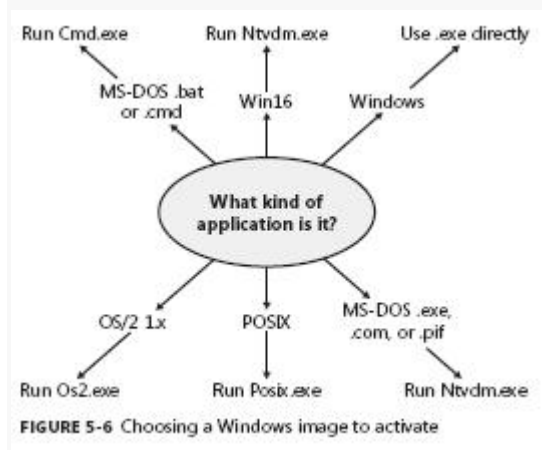 Run Cmd.exe
Run Ntvdm.exe
Use .exe directly
MS-DOS .bat
or .cmd
Win16
Windows
What kind of
application is it?
OS/2 1.x
POSIX
MS-DOS .exe,
.com, or .pif
Run Os2.exe
Run Posix.exe
Run Ntvdm.exe
FIGURE 5-6 Choosing a Windows image to activate